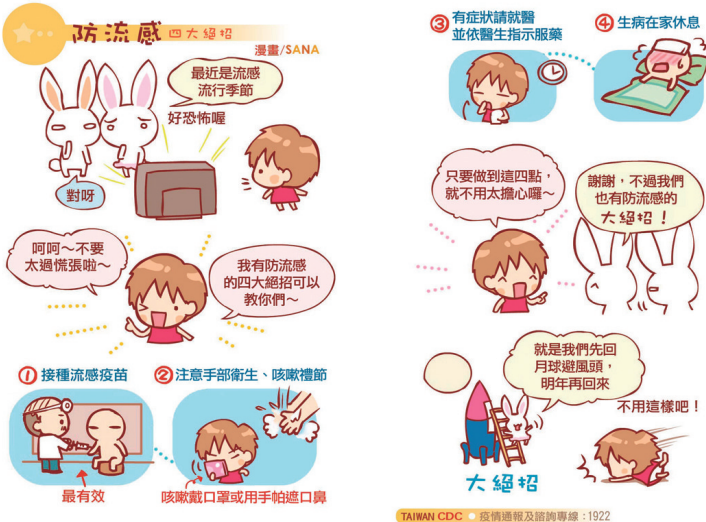 防流感 四大絕招
漫畫/SANA
最近是流感
流行季節
好恐怖喔
對呀
呵呵～不要
太過慌張啦～
我有防流感
的四大絕招可以
教你們～
① 接種流感疫苗
最有效
② 注意手部衛生、咳嗽禮節
咳嗽戴口罩或用手帕遮口鼻
③ 有症狀請就醫
並依醫生指示服藥
④ 生病在家休息
只要做到這四點，
就不用太擔心囉～
謝謝，不過我們
也有防流感的
大絕招！
就是我們先回
月球避風頭，
明年再回來
不用這樣吧！
大絕招
TAIWAN CDC 疫情通報及諮詢專線：1922